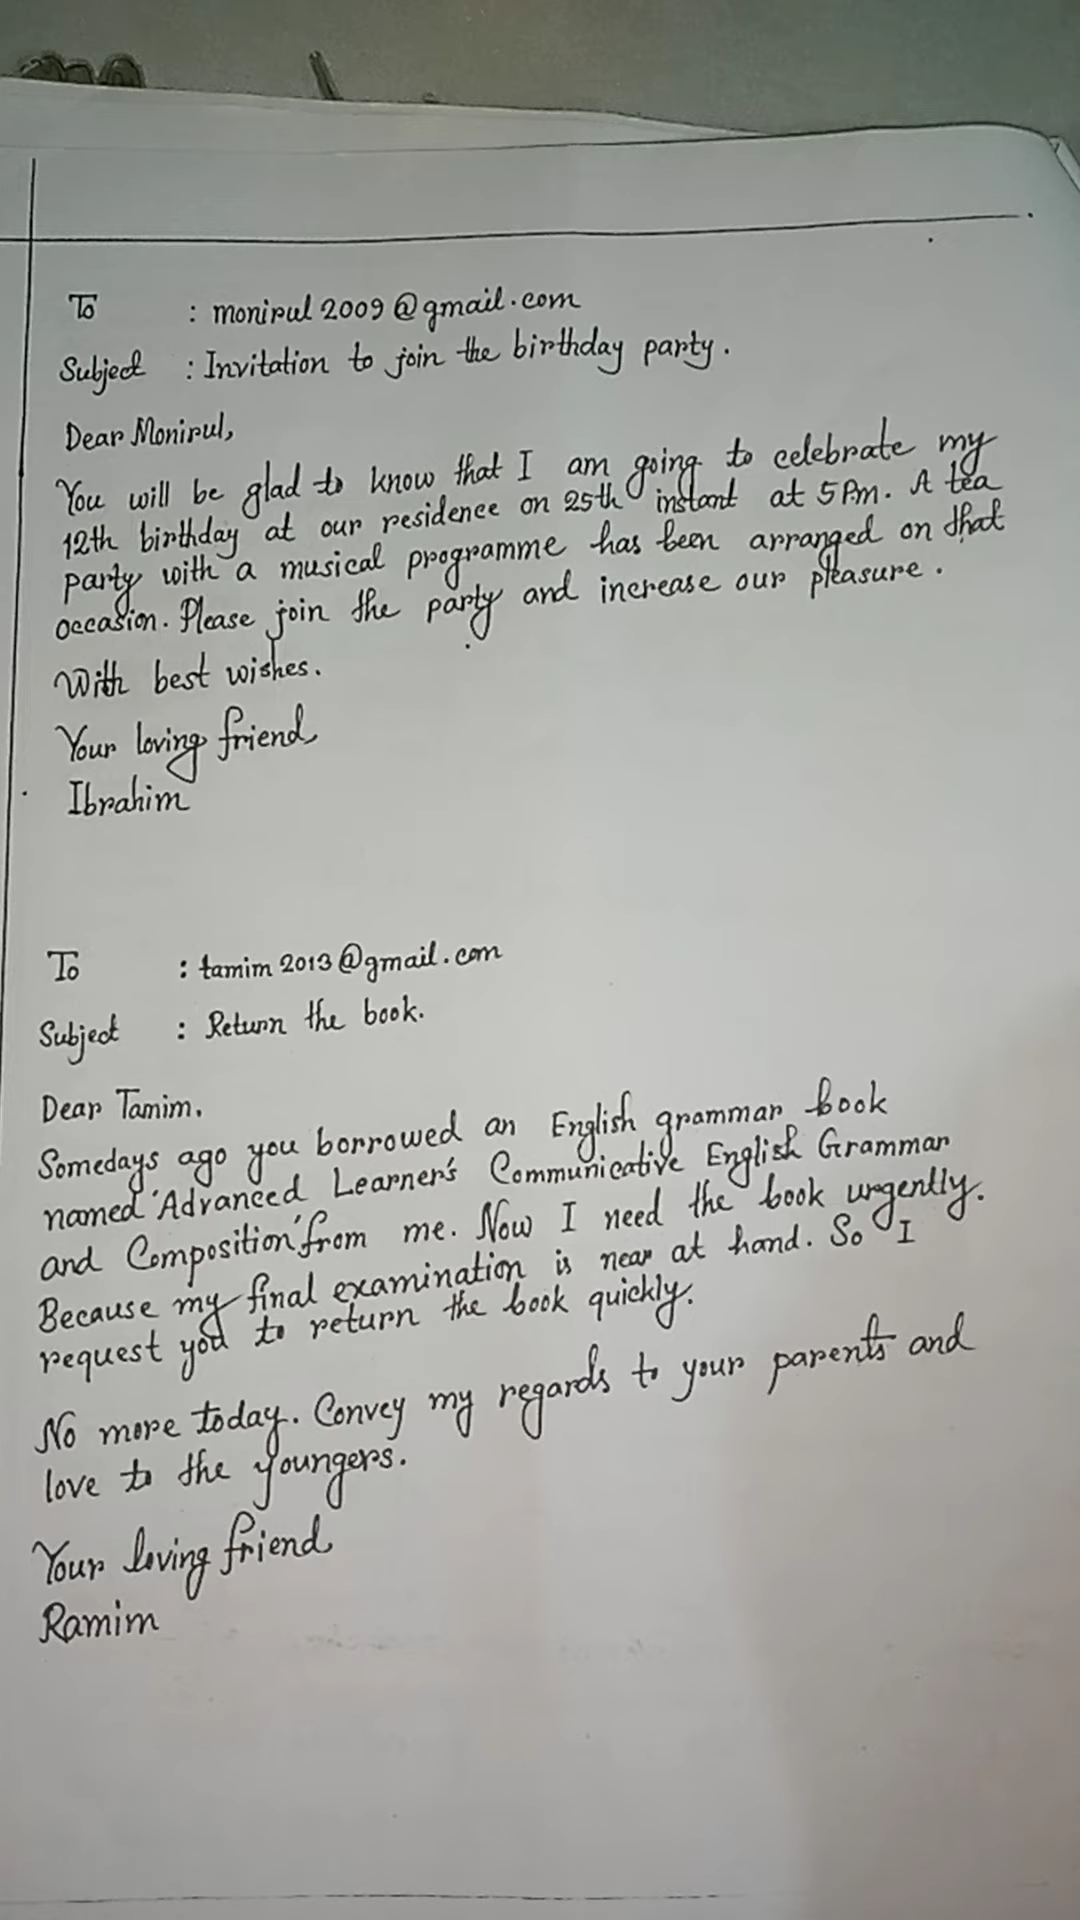 To : monirul2009@gmail.com
Subject : Invitation to join the birthday party.
Dear Monirul,
You will be glad to know that I am going to celebrate my
12th birthday at our residence on 25th instant at 5 Pm. A tea
party with a musical programme has been arranged on that
occasion. Please join the party and increase our pleasure.
With best wishes.
Your loving friend,
Ibrahim
To : tamim2013@gmail.com
Subject : Return the book.
Dear Tamim.
Somedays ago you borrowed an English grammar book
named 'Advanced Learner's Communicative English Grammar
and Composition' from me. Now I need the book urgently.
Because my final examination is near at hand. So I
request you to return the book quickly.
No more today. Convey my regards to your parents and
love to the youngers.
Your loving friend,
Ramim